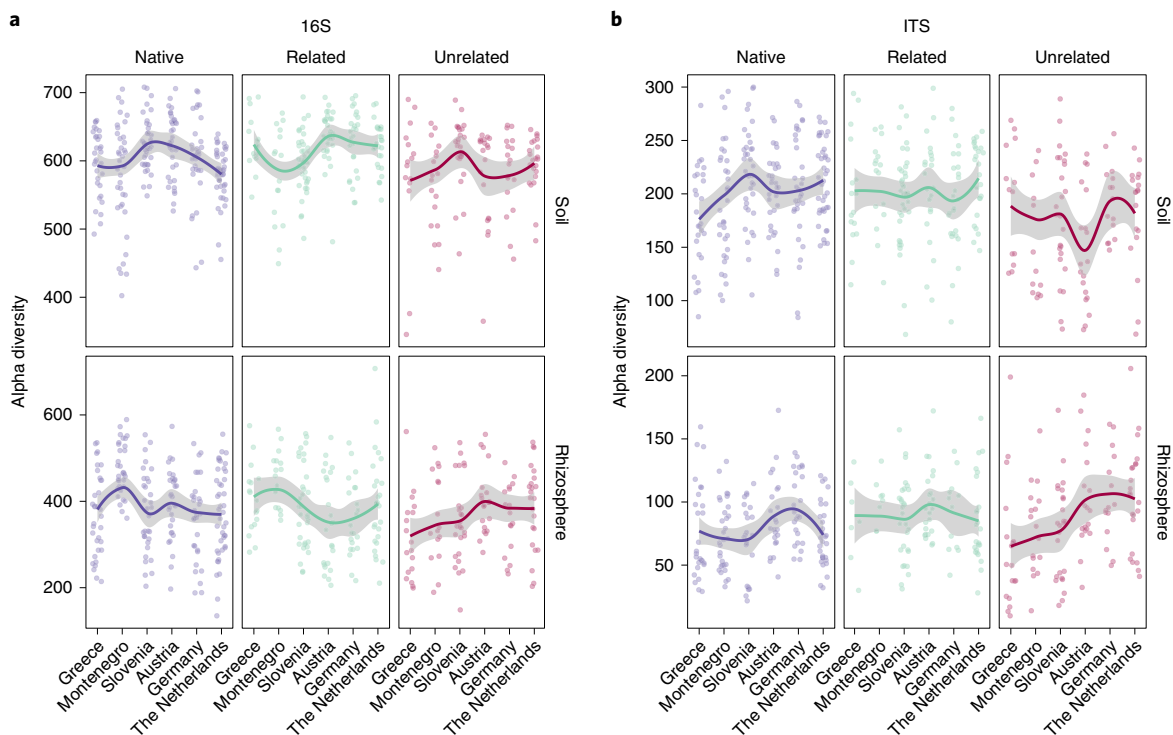 a
16S
Native Related Unrelated
700
600
500
400
Soil
Alpha diversity
600
400
200
Rhizosphere
Greece
Montenegro
Slovenia
Austria
Germany
The Netherlands
Greece
Montenegro
Slovenia
Austria
Germany
The Netherlands
Greece
Montenegro
Slovenia
Austria
Germany
The Netherlands
b
ITS
Native Related Unrelated
300
250
200
150
100
Soil
Alpha diversity
200
150
100
50
Rhizosphere
Greece
Montenegro
Slovenia
Austria
Germany
The Netherlands
Greece
Montenegro
Slovenia
Austria
Germany
The Netherlands
Greece
Montenegro
Slovenia
Austria
Germany
The Netherlands